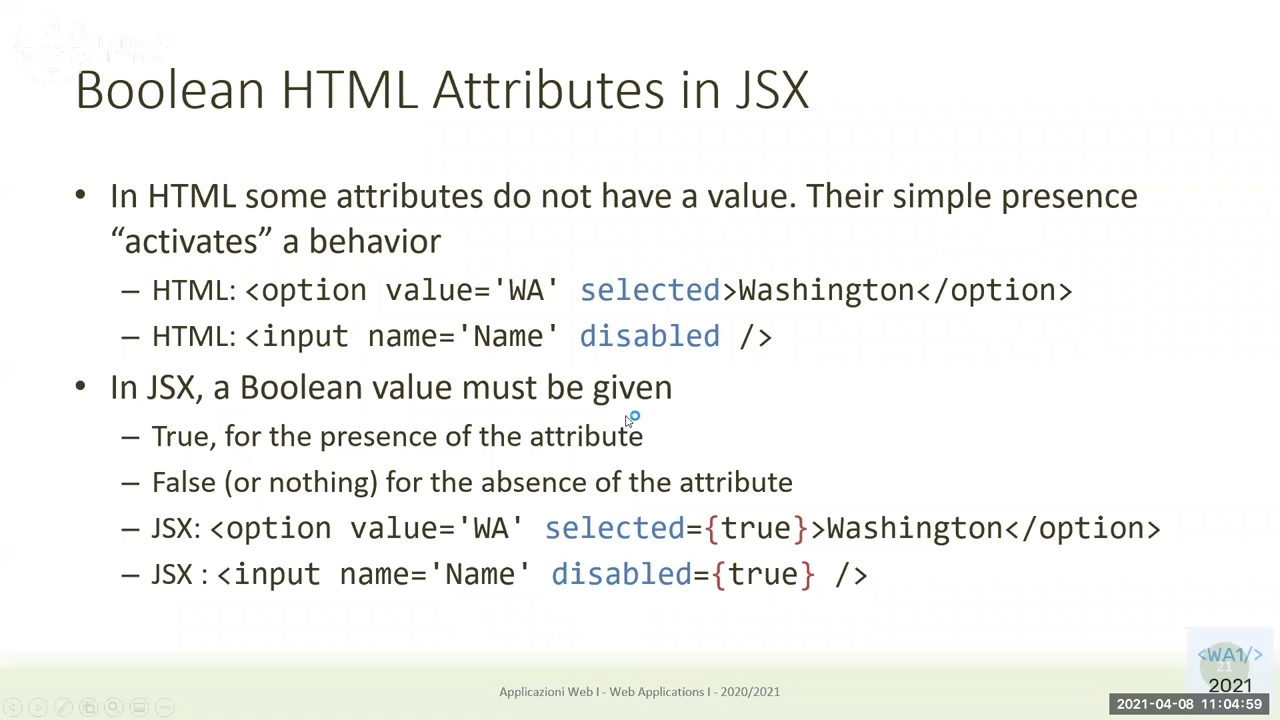 Boolean HTML Attributes in JSX
• In HTML some attributes do not have a value. Their simple presence
“activates” a behavior
– HTML: <option value='WA' selected>Washington</option>
– HTML: <input name='Name' disabled />
• In JSX, a Boolean value must be given
– True, for the presence of the attribute
– False (or nothing) for the absence of the attribute
– JSX: <option value='WA' selected={true}>Washington</option>
– JSX : <input name='Name' disabled={true} />
<WA1/>
21
2021
Applicazioni Web I - Web Applications I - 2020/2021
2021-04-08 11:04:59